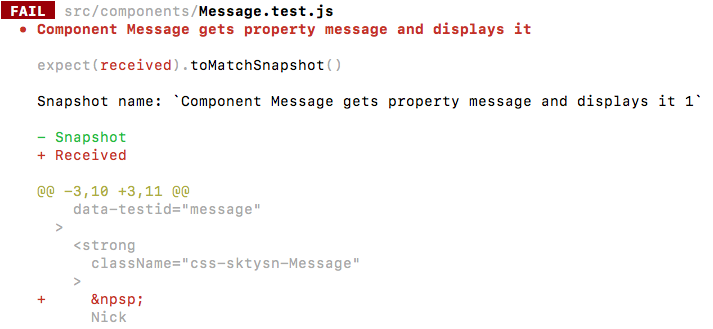 FAIL src/components/Message.test.js
● Component Message gets property message and displays it
expect(received).toMatchSnapshot()
Snapshot name: `Component Message gets property message and displays it 1`
- Snapshot
+ Received
@@ -3,10 +3,11 @@
data-testid="message"
>
<strong
className="css-sktysn-Message"
>
+ &npsp;
Nick